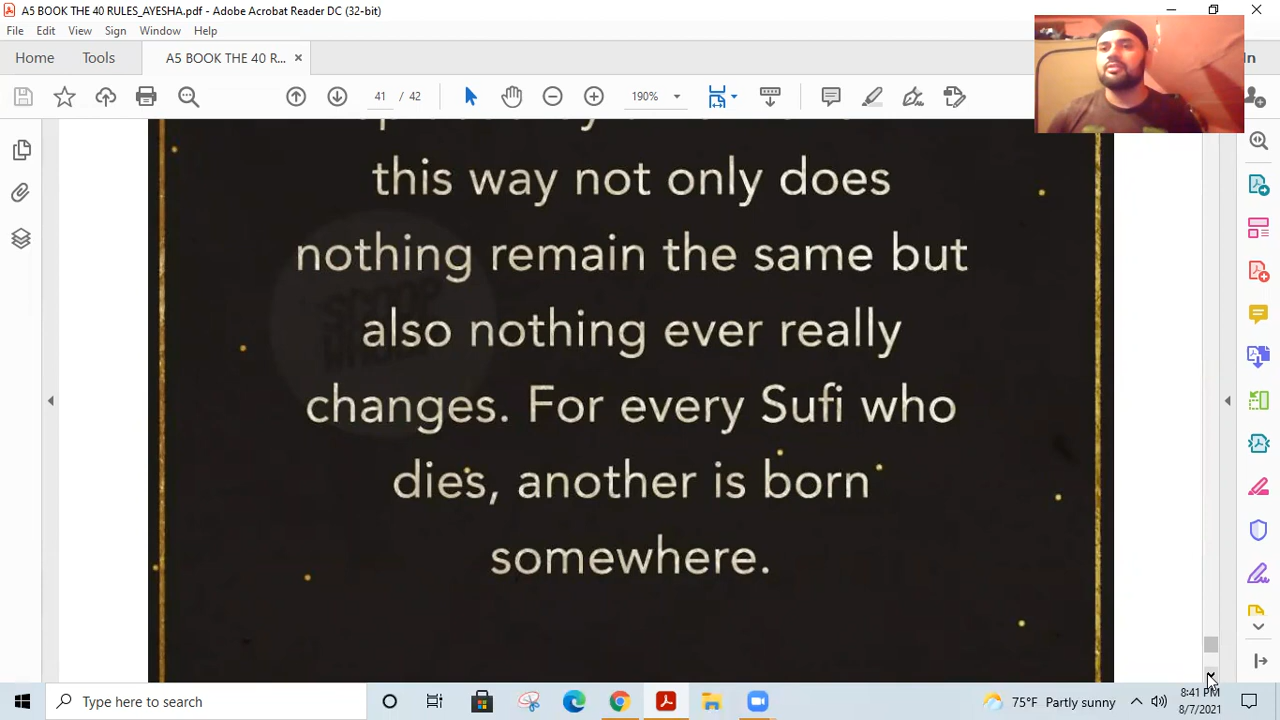 A5 BOOK THE 40 RULES_AYESHA.pdf - Adobe Acrobat Reader DC (32-bit)
File Edit View Sign Window Help
Home Tools A5 BOOK THE 40 R... ×
41 / 42 190%
In
this way not only does
nothing remain the same but
also nothing ever really
changes. For every Sufi who
dies, another is born
somewhere.
Type here to search
75°F Partly sunny
8:41 PM
8/7/2021